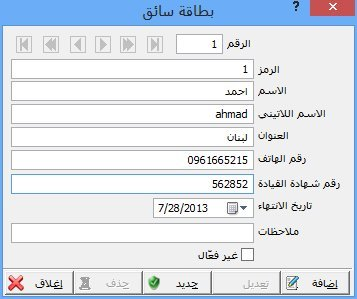 بطاقة سائق ?
الرقم 1
الرمز 1
الاسم احمد
الاسم اللاتيني ahmad
العنوان لبنان
رقم الهاتف 0961665215
رقم شهادة القيادة 562852
تاريخ الانتهاء 7/28/2013
ملاحظات
غير فعّال
إضافة تعديل جديد حذف إغلاق